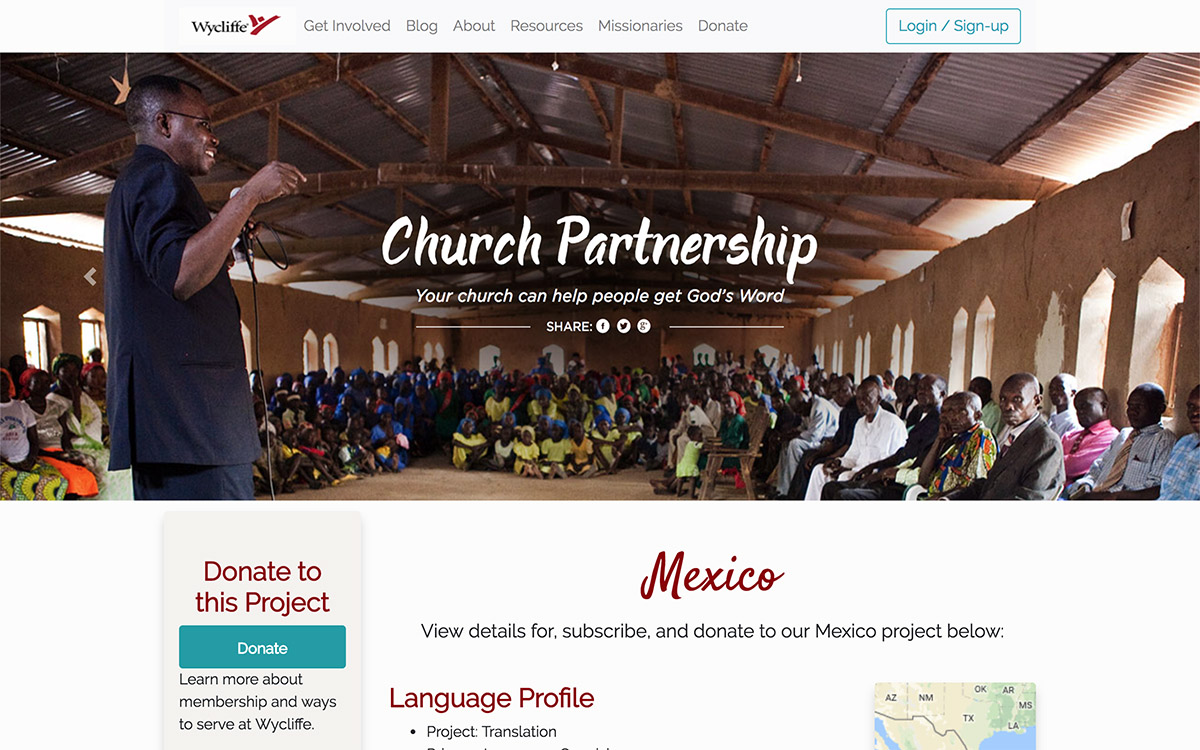 Wycliffe
Get Involved
Blog
About
Resources
Missionaries
Donate
Login / Sign-up
Church Partnership
Your church can help people get God's Word
SHARE:
Donate to
this Project
Donate
Learn more about
membership and ways
to serve at Wycliffe.
Mexico
View details for, subscribe, and donate to our Mexico project below:
Language Profile
• Project: Translation
AZ
NM
OK
AR
MS
TX
LA